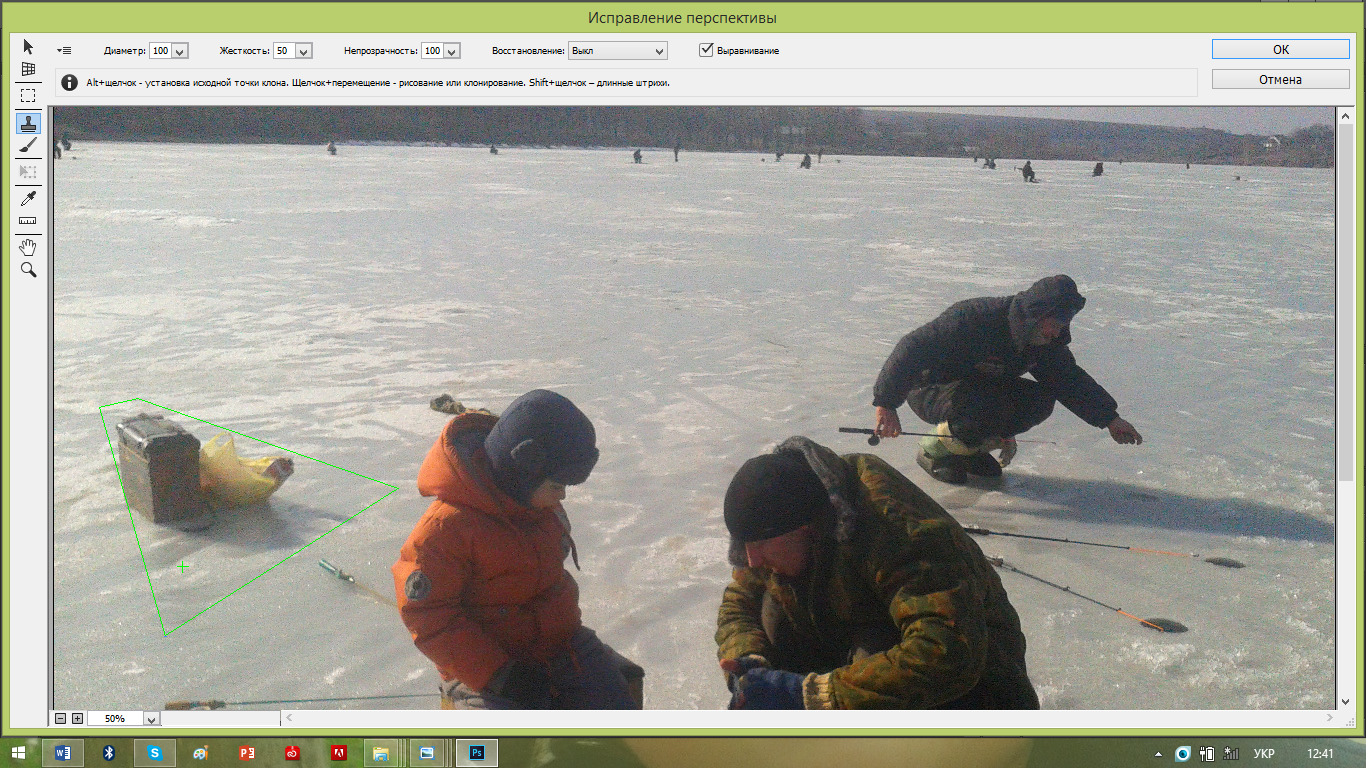 Исправление перспективы
Диаметр: 100 Жесткость: 50 Непрозрачность: 100 Восстановление: Выкл Выравнивание
ОК
Alt+щелчок - установка исходной точки клона. Щелчок+перемещение - рисование или клонирование. Shift+щелчок – длинные штрихи.
Отмена
50%
УКР 12:41